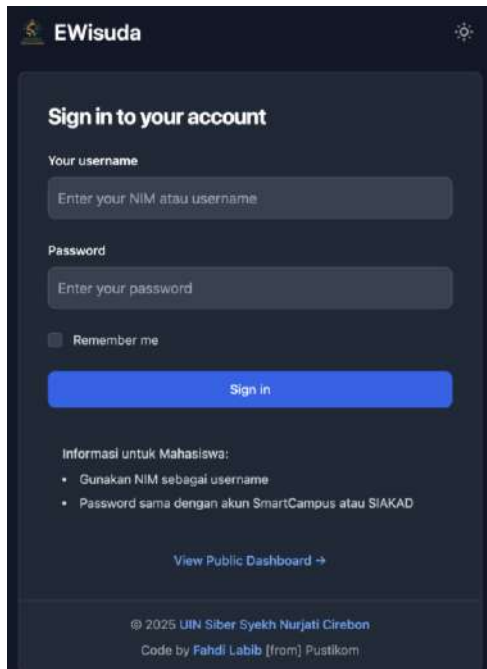 EWisuda
Sign in to your account
Your username
Enter your NIM atau username
Password
Enter your password
Remember me
Sign in
Informasi untuk Mahasiswa:
• Gunakan NIM sebagai username
• Password sama dengan akun SmartCampus atau SIAKAD
View Public Dashboard →
© 2025 UIN Siber Syekh Nurjati Cirebon
Code by Fahdi Labib [from] Pustikom